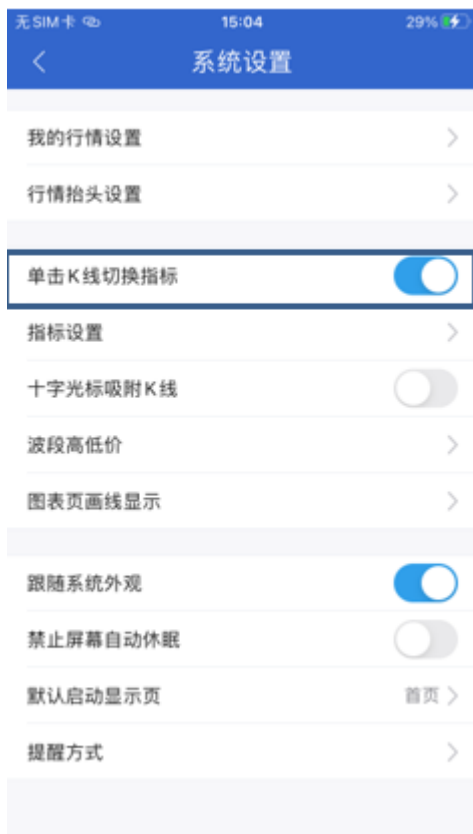 无SIM卡 15:04 29%
系统设置
我的行情设置
行情抬头设置
单击K线切换指标
指标设置
十字光标吸附K线
波段高低价
图表页画线显示
跟随系统外观
禁止屏幕自动休眠
默认启动显示页 首页
提醒方式